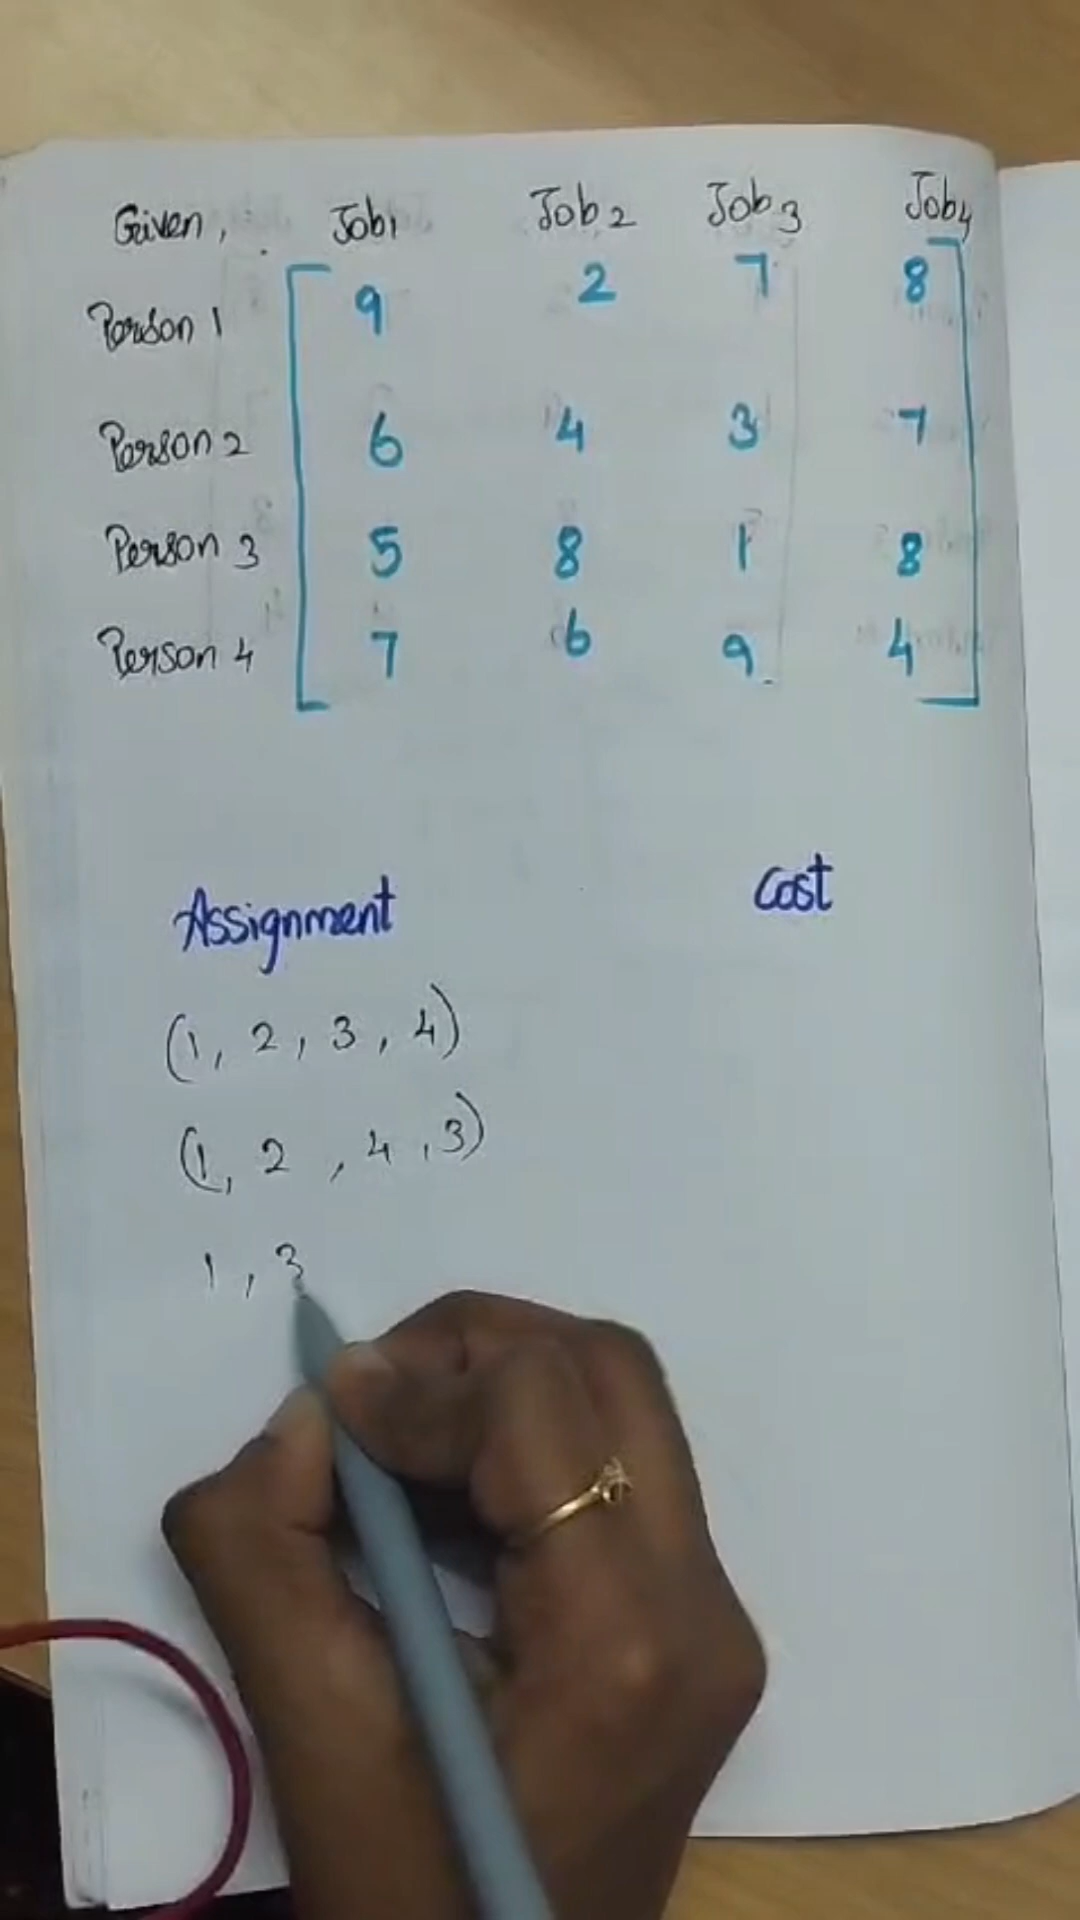 Given, Job1 Job2 Job3 Job4
Person 1 9 2 7 8
Person 2 6 4 3 7
Person 3 5 8 1 8
Person 4 7 6 9 4
Assignment Cost
(1, 2, 3, 4)
(1, 2, 4, 3)
1, 3